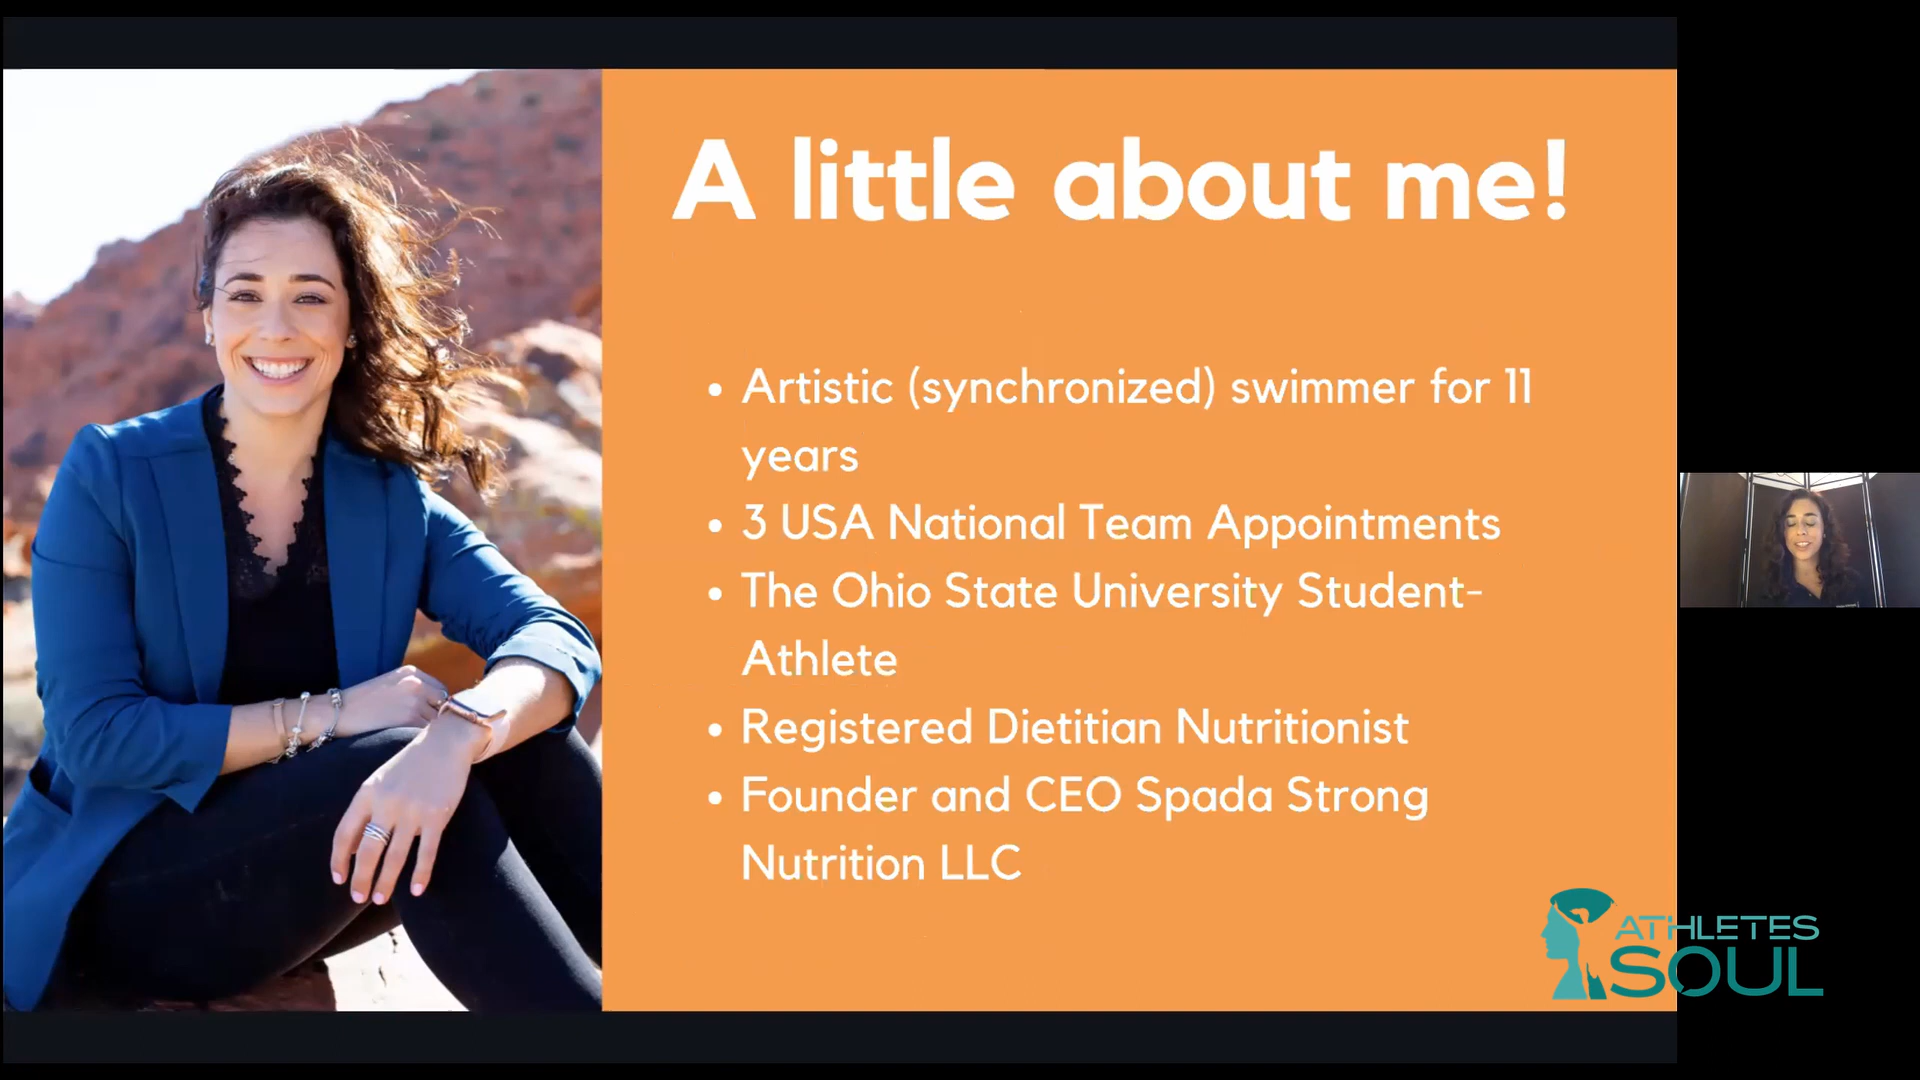 A little about me!
• Artistic (synchronized) swimmer for 11
years
• 3 USA National Team Appointments
• The Ohio State University Student-
Athlete
• Registered Dietitian Nutritionist
• Founder and CEO Spada Strong
Nutrition LLC
ATHLETES
SOUL